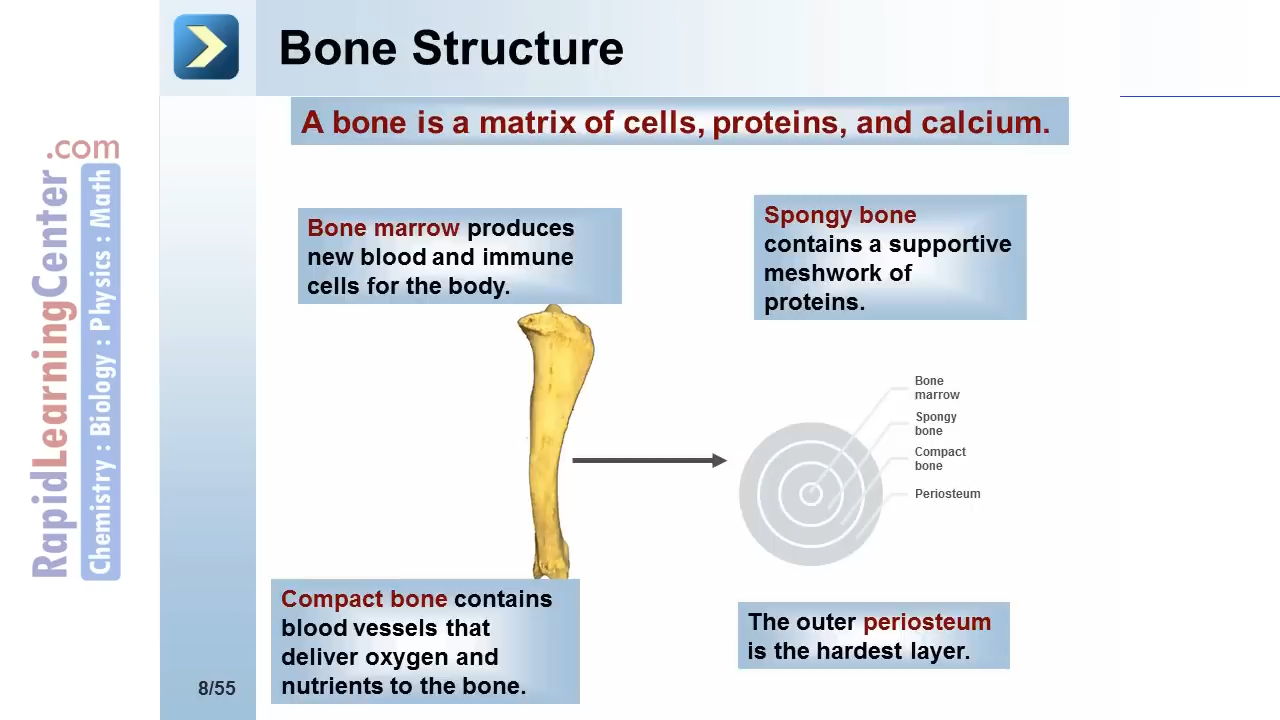 Bone Structure
A bone is a matrix of cells, proteins, and calcium.
RapidLearningCenter.com
Chemistry : Biology : Physics : Math
Bone marrow produces
new blood and immune
cells for the body.
Spongy bone
contains a supportive
meshwork of
proteins.
Bone
marrow
Spongy
bone
Compact
bone
Periosteum
Compact bone contains
blood vessels that
deliver oxygen and
nutrients to the bone.
The outer periosteum
is the hardest layer.
8/55